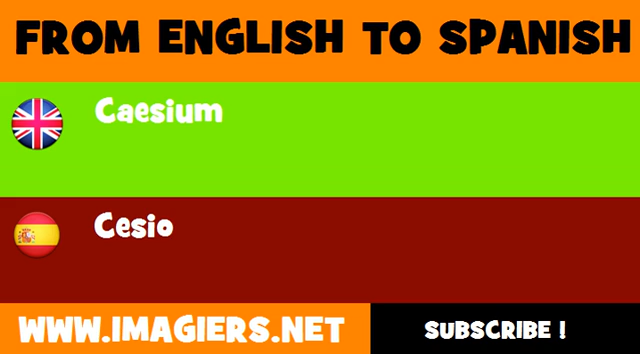 FROM ENGLISH TO SPANISH
Caesium
Cesio
WWW.IMAGIERS.NET
SUBSCRIBE !